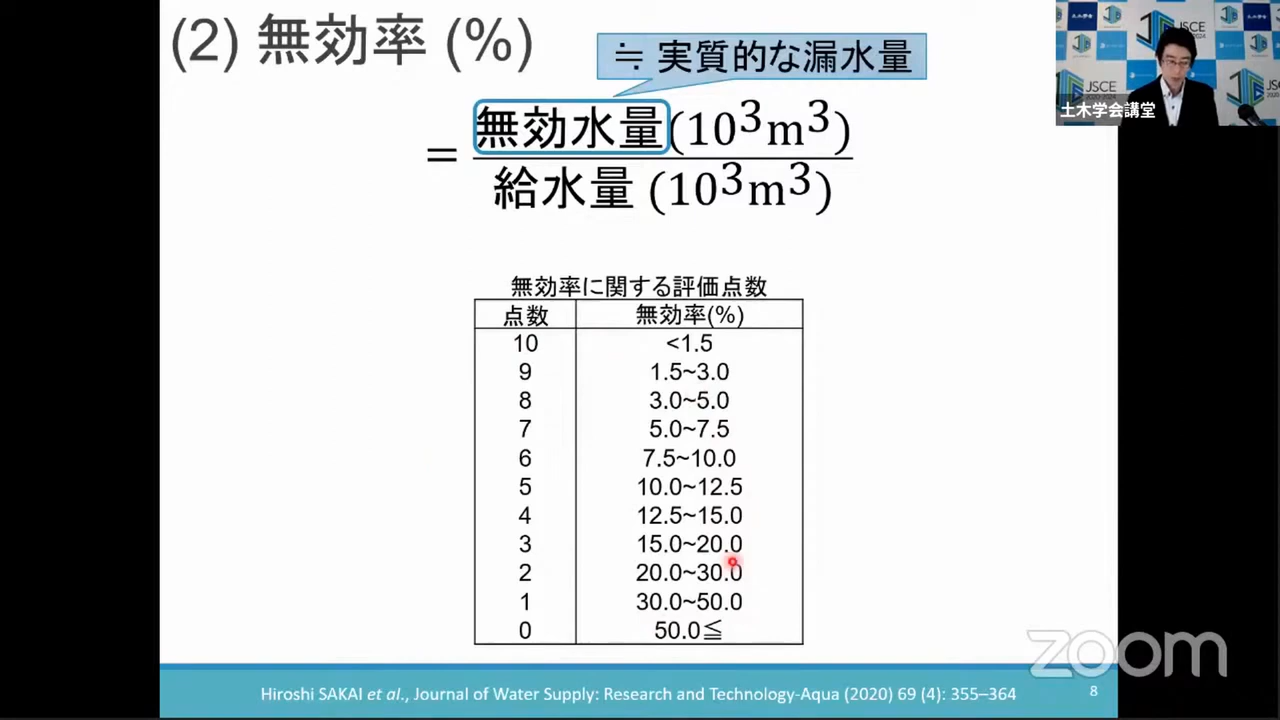 (2) 無効率 (%)
≒ 実質的な漏水量
= 無効水量(10³m³)
給水量 (10³m³)
無効率に関する評価点数
点数 無効率(%)
10 <1.5
9 1.5~3.0
8 3.0~5.0
7 5.0~7.5
6 7.5~10.0
5 10.0~12.5
4 12.5~15.0
3 15.0~20.0
2 20.0~30.0
1 30.0~50.0
0 50.0≦
Hiroshi SAKAI et al., Journal of Water Supply: Research and Technology-Aqua (2020) 69 (4): 355–364
8
JSCE
JSCE
土木学会講堂
zoom